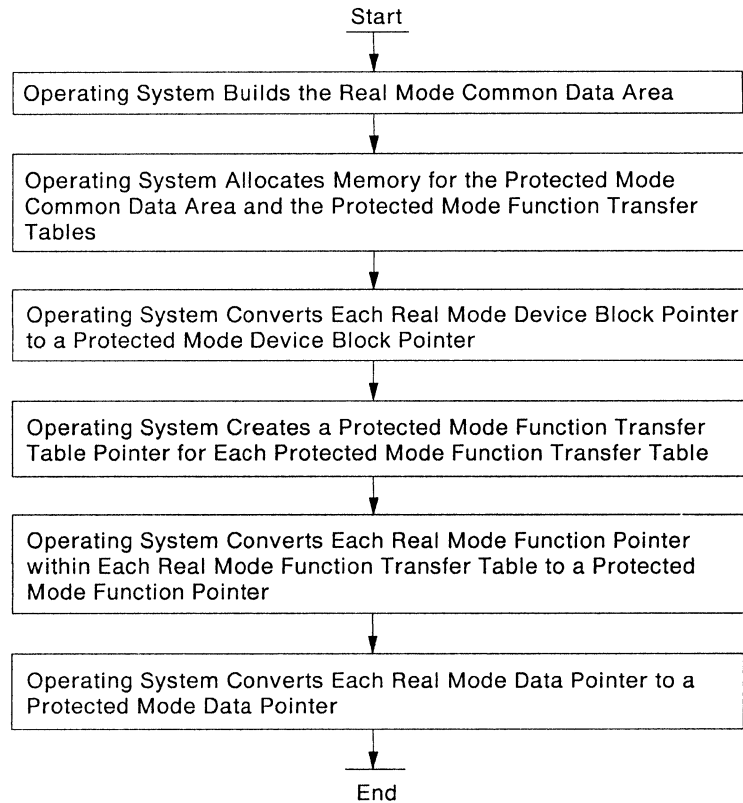 Start
Operating System Builds the Real Mode Common Data Area
Operating System Allocates Memory for the Protected Mode
Common Data Area and the Protected Mode Function Transfer
Tables
Operating System Converts Each Real Mode Device Block Pointer
to a Protected Mode Device Block Pointer
Operating System Creates a Protected Mode Function Transfer
Table Pointer for Each Protected Mode Function Transfer Table
Operating System Converts Each Real Mode Function Pointer
within Each Real Mode Function Transfer Table to a Protected
Mode Function Pointer
Operating System Converts Each Real Mode Data Pointer to a
Protected Mode Data Pointer
End